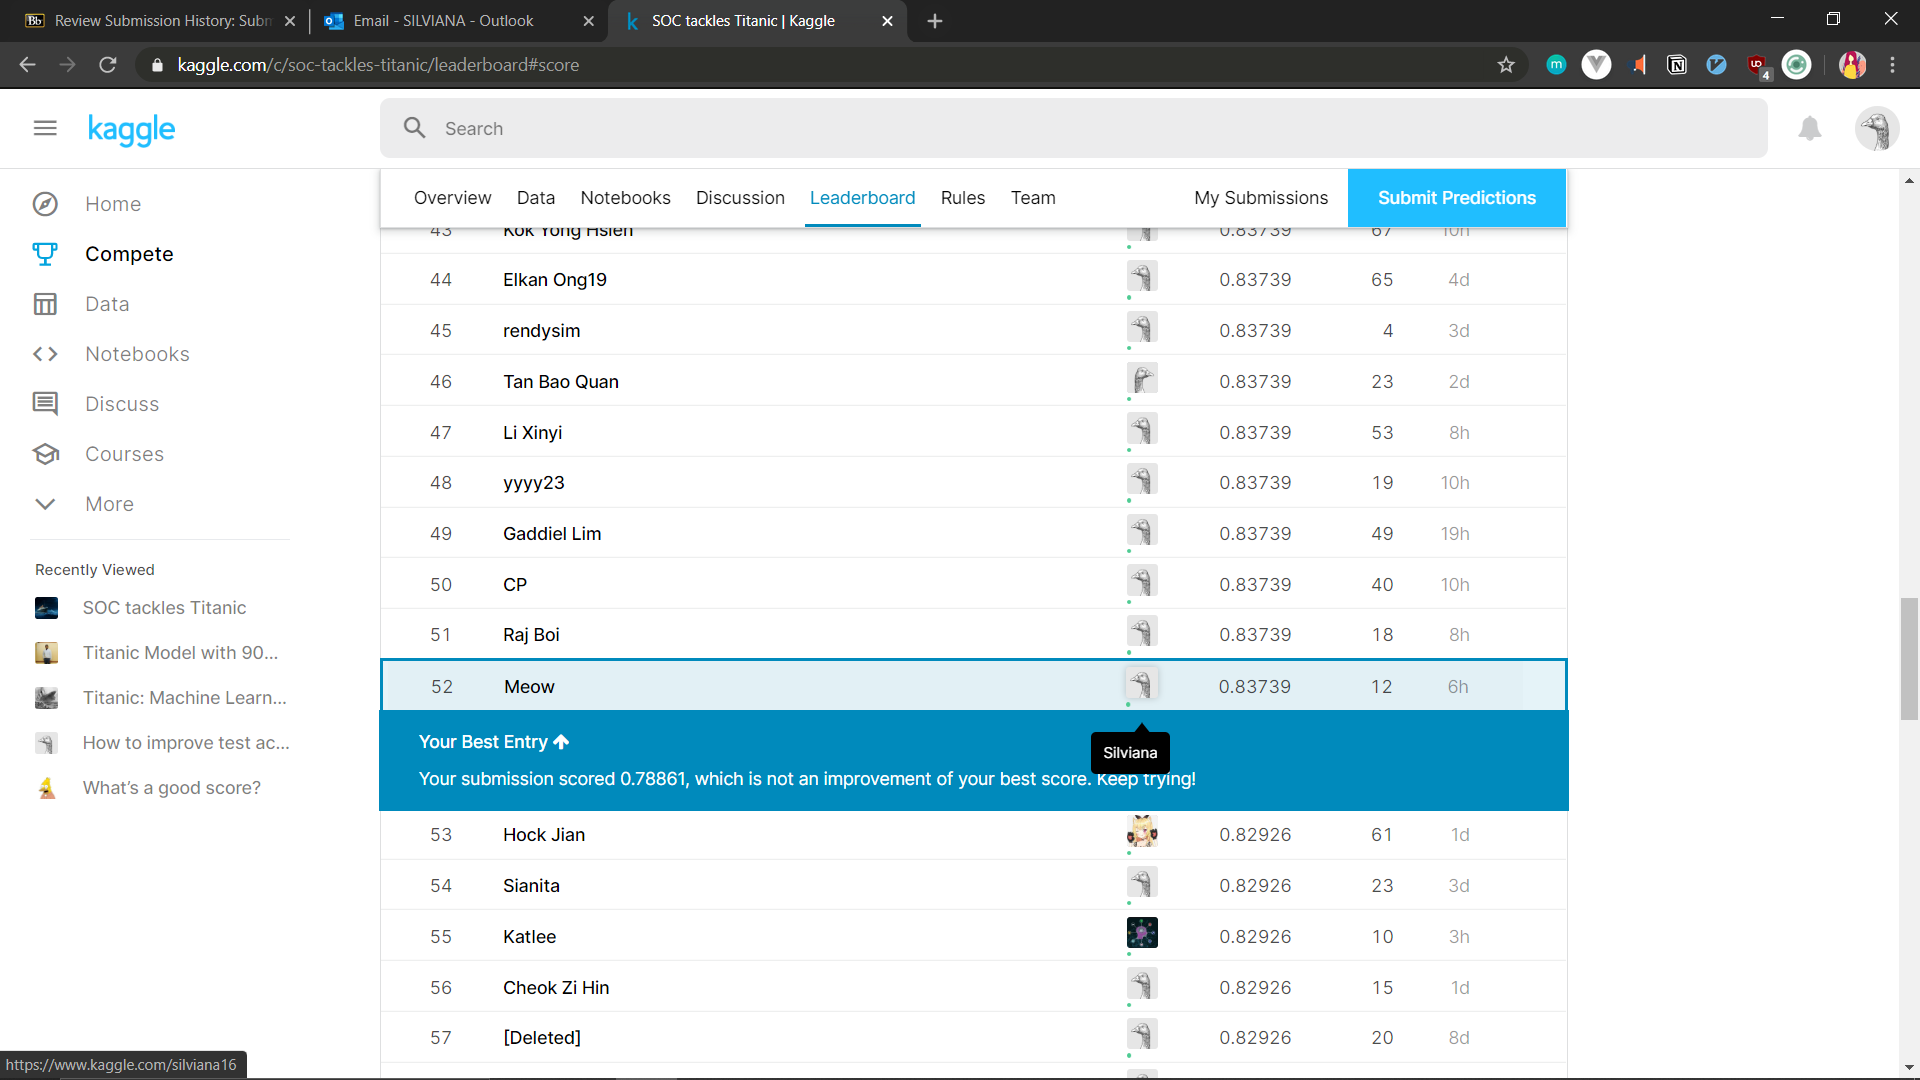 Review Submission History: Subm
Email - SILVIANA - Outlook
SOC tackles Titanic | Kaggle
kaggle.com/c/soc-tackles-titanic/leaderboard#score
4
kaggle
Search
Overview Data Notebooks Discussion Leaderboard Rules Team My Submissions Submit Predictions
Home
Compete
Data
Notebooks
Discuss
Courses
More
Recently Viewed
SOC tackles Titanic
Titanic Model with 90...
Titanic: Machine Learn...
How to improve test ac...
What's a good score?
43 Kok Yong Hsien 0.83739 67 10h
44 Elkan Ong19 0.83739 65 4d
45 rendysim 0.83739 4 3d
46 Tan Bao Quan 0.83739 23 2d
47 Li Xinyi 0.83739 53 8h
48 yyyy23 0.83739 19 10h
49 Gaddiel Lim 0.83739 49 19h
50 CP 0.83739 40 10h
51 Raj Boi 0.83739 18 8h
52 Meow 0.83739 12 6h
Your Best Entry
Silviana
Your submission scored 0.78861, which is not an improvement of your best score. Keep trying!
53 Hock Jian 0.82926 61 1d
54 Sianita 0.82926 23 3d
55 Katlee 0.82926 10 3h
56 Cheok Zi Hin 0.82926 15 1d
57 [Deleted] 0.82926 20 8d
https://www.kaggle.com/silviana16